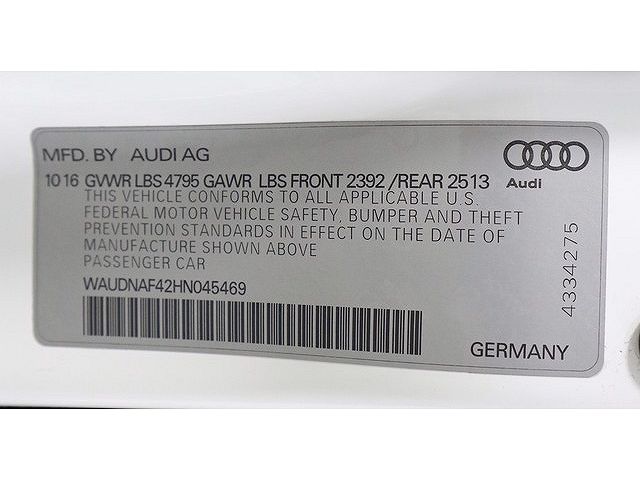 MFD. BY AUDI AG
10 16 GVWR LBS 4795 GAWR LBS FRONT 2392 /REAR 2513
Audi
THIS VEHICLE CONFORMS TO ALL APPLICABLE U.S.
FEDERAL MOTOR VEHICLE SAFETY, BUMPER AND THEFT
PREVENTION STANDARDS IN EFFECT ON THE DATE OF
MANUFACTURE SHOWN ABOVE
PASSENGER CAR
WAUDNAF42HN045469
4334275
GERMANY